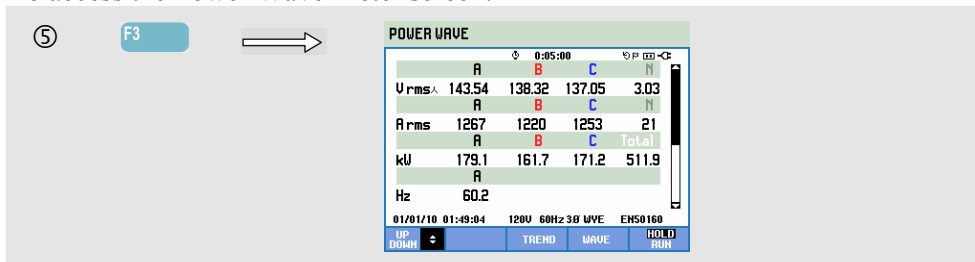 ⑤ F3
POWER WAVE
0:05:00
A B C N
V rms⅄ 143.54 138.32 137.05 3.03
A B C N
A rms 1267 1220 1253 21
A B C Total
kW 179.1 161.7 171.2 511.9
A
Hz 60.2
01/01/10 01:49:04 120V 60Hz 3Ø WYE EN50160
UP DOWN TREND WAVE HOLD RUN